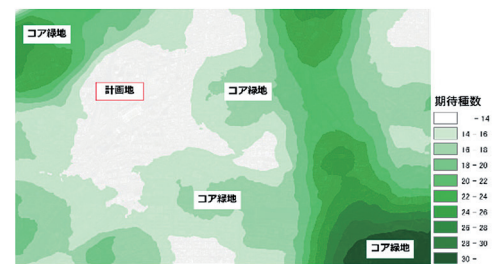 コア緑地
計画地
コア緑地
コア緑地
コア緑地
期待種数
- 14
14 - 16
16 - 18
18 - 20
20 - 22
22 - 24
24 - 26
26 - 28
28 - 30
30 -